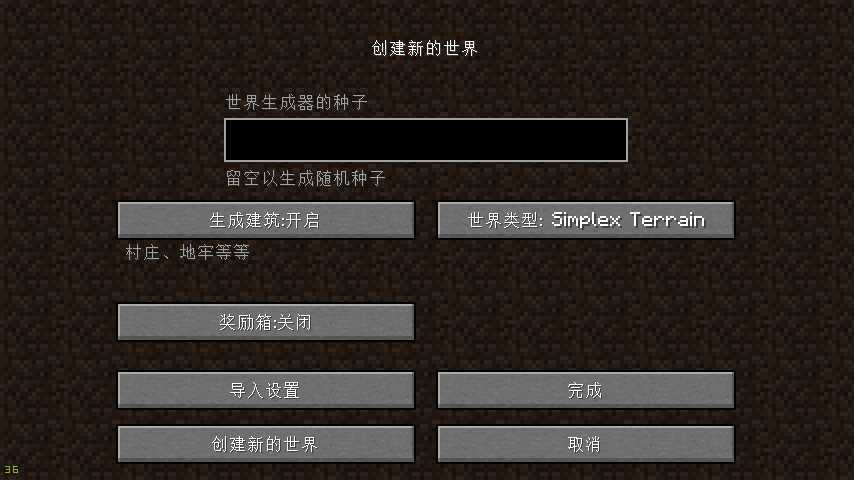 创建新的世界
世界生成器的种子
留空以生成随机种子
生成建筑:开启
世界类型: Simplex Terrain
村庄、地牢等等
奖励箱:关闭
导入设置
完成
创建新的世界
取消
36